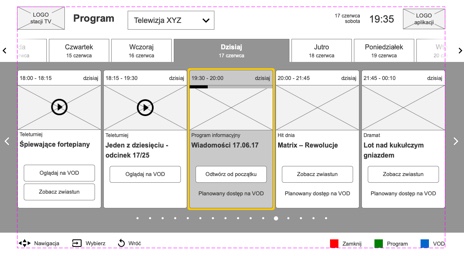 LOGO
stacji TV
Program
Telewizja XYZ
17 czerwca
sobota
19:35
LOGO
aplikacji
Czwartek
15 czerwca
Wczoraj
16 czerwca
Dzisiaj
17 czerwca
Jutro
18 czerwca
Poniedziałek
19 czerwca
18:00 - 18:15 dzisiaj
18:15 - 19:30 dzisiaj
19:30 - 20:00 dzisiaj
20:00 - 21:45 dzisiaj
21:45 - 00:10 dzisiaj
Teleturniej
Śpiewające fortepiany
Oglądaj na VOD
Zobacz zwiastun
Teleturniej
Jeden z dziesięciu -
odcinek 17/25
Oglądaj na VOD
Program informacyjny
Wiadomości 17.06.17
Odtwórz od początku
Planowany dostęp na VOD
Hit dnia
Matrix – Rewolucje
Zobacz zwiastun
Planowany dostęp na VOD
Dramat
Lot nad kukułczym
gniazdem
Zobacz zwiastun
Planowany dostęp na VOD
Nawigacja
Wybierz
Wróć
Zamknij
Program
VOD